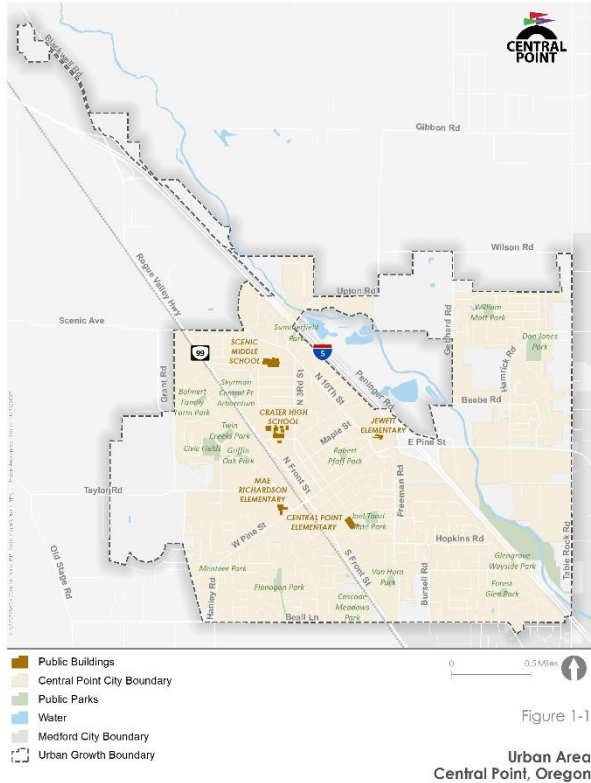 CENTRAL
POINT
Blackwell Rd
Gibbon Rd
Wilson Rd
Rogue Valley Hwy
Upton Rd
Scenic Ave
99
SCENIC
MIDDLE
SCHOOL
Summerfield
Park
5
Gebhard Rd
William
Mott Park
Don Jones
Park
Hamrick Rd
Grant Rd
Bohnert
Family
Farm Park
Skyrman
Central Pt
Arboretum
N 3Rd St
N 10Th St
Peninger Rd
Beebe Rd
CRATER HIGH
SCHOOL
JEWETT
ELEMENTARY
Maple St
E Pine St
Twin
Creeks Park
Civic Fields
Griffin
Oak Park
Robert
Pfaff Park
N Front St
MAE
RICHARDSON
ELEMENTARY
Freeman Rd
Taylor Rd
CENTRAL POINT
ELEMENTARY
W Pine St
Hopkins Rd
Table Rock Rd
Old Stage Rd
S Front St
Glengrove
Wayside Park
Hanley Rd
Flanagan Park
Van Horn
Park
Bursell Rd
Forest
Glen Park
Cascade
Meadows
Park
Beall Ln
Public Buildings
Central Point City Boundary
Public Parks
Water
Medford City Boundary
Urban Growth Boundary
0 0.5 Miles
Figure 1-1
Urban Area
Central Point, Oregon